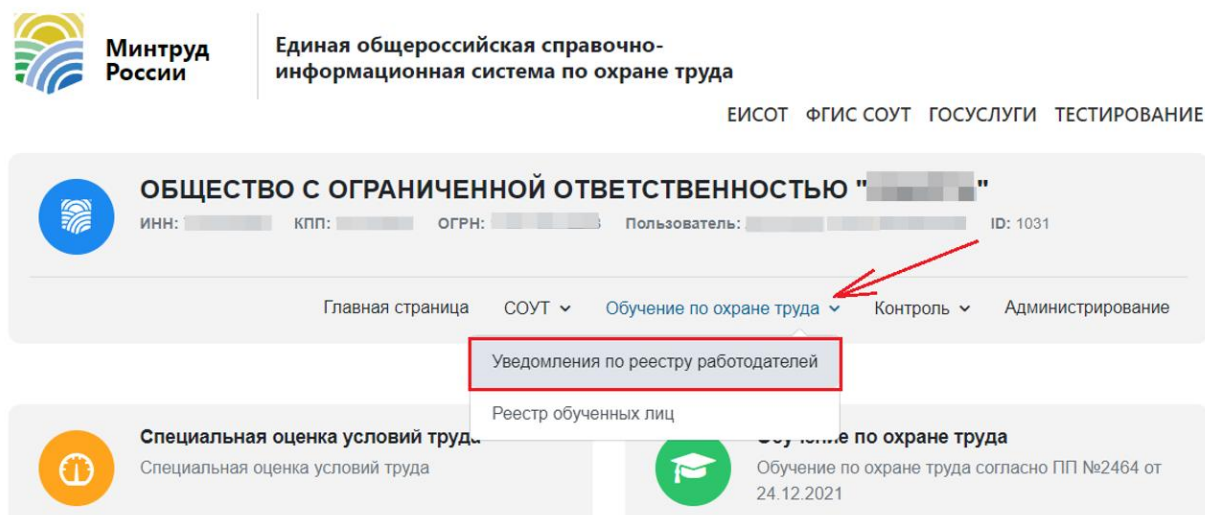 Минтруд
России
Единая общероссийская справочно-
информационная система по охране труда
ЕИСОТ ФГИС СОУТ ГОСУСЛУГИ ТЕСТИРОВАНИЕ
ОБЩЕСТВО С ОГРАНИЧЕННОЙ ОТВЕТСТВЕННОСТЬЮ " "
ИНН: КПП: ОГРН: Пользователь: ID: 1031
Главная страница СОУТ Обучение по охране труда Контроль Администрирование
Уведомления по реестру работодателей
Реестр обученных лиц
Специальная оценка условий труда
Специальная оценка условий труда
Обучение по охране труда
Обучение по охране труда согласно ПП №2464 от
24.12.2021